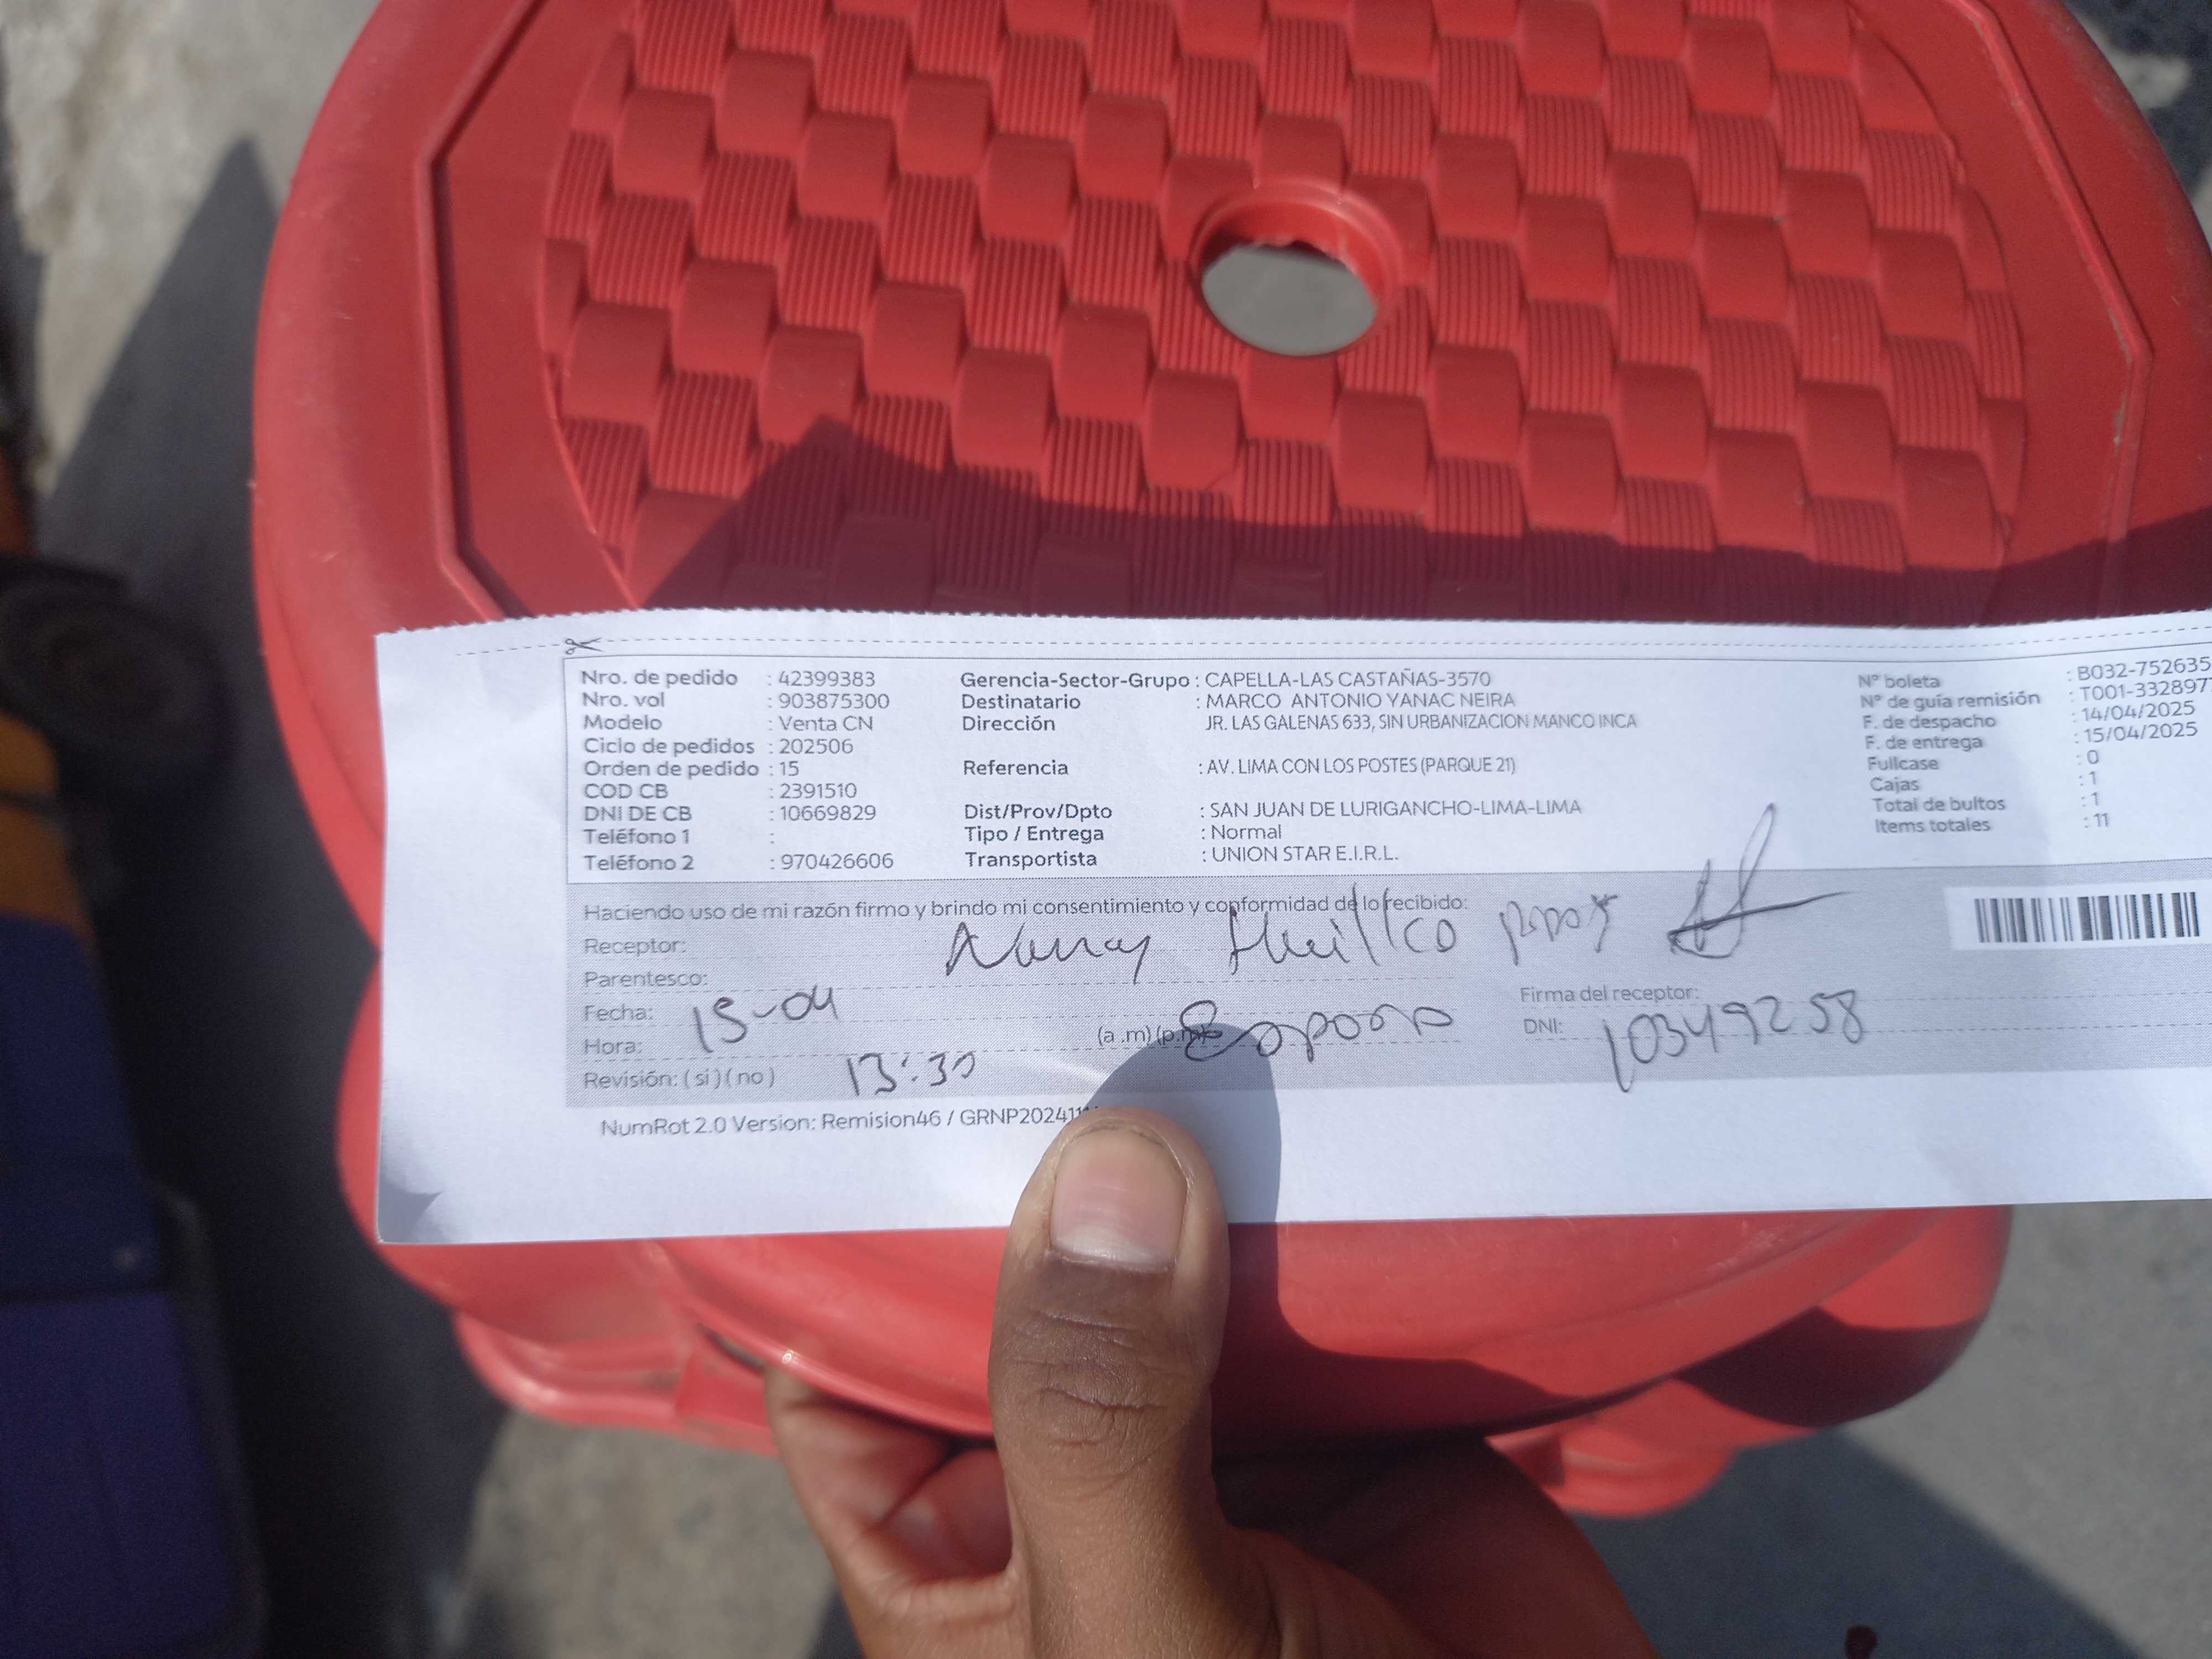 Nro. de pedido : 42399383
Nro. vol : 903875300
Modelo : Venta CN
Ciclo de pedidos : 202506
Orden de pedido : 15
COD CB : 2391510
DNI DE CB : 10669829
Teléfono 1 :
Teléfono 2 : 970426606
Gerencia-Sector-Grupo : CAPELLA-LAS CASTAÑAS-3570
Destinatario : MARCO ANTONIO YANAC NEIRA
Dirección JR. LAS GALENAS 633, SIN URBANIZACION MANCO INCA
Referencia : AV. LIMA CON LOS POSTES (PARQUE 21)
Dist/Prov/Dpto : SAN JUAN DE LURIGANCHO-LIMA-LIMA
Tipo / Entrega : Normal
Transportista : UNION STAR E.I.R.L.
N° boleta : B032-752635
N° de guía remisión : T001-3328977
F. de despacho : 14/04/2025
F. de entrega : 15/04/2025
Fullcase : 0
Cajas : 1
Total de bultos : 1
Items totales : 11
Haciendo uso de mi razón firmo y brindo mi consentimiento y conformidad de lo recibido:
Receptor: Nancy Huillco
Parentesco:
Fecha: 15-04
Hora: (a .m) (p.m) Esposa
Firma del receptor:
DNI: 10349258
Revisión: ( si ) ( no ) 13:30
NumRot 2.0 Version: Remision46 / GRNP202411